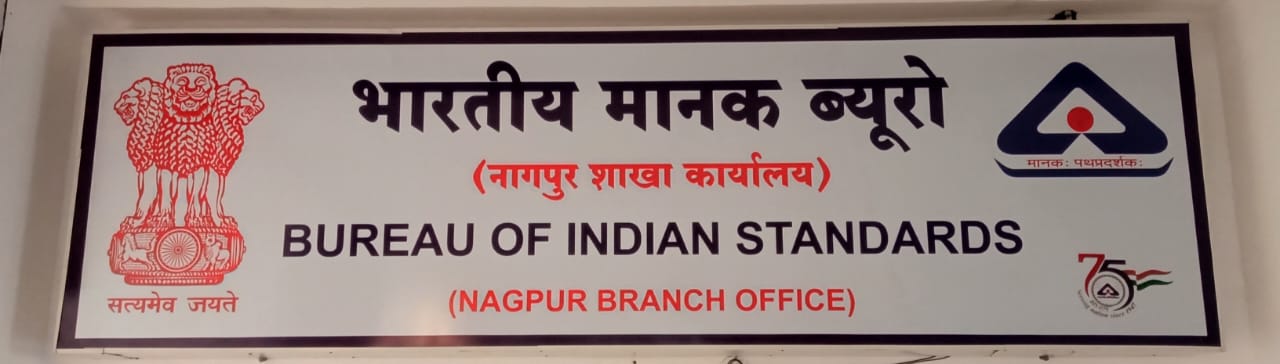 भारतीय मानक ब्यूरो
(नागपुर शाखा कार्यालय)
BUREAU OF INDIAN STANDARDS
(NAGPUR BRANCH OFFICE)
सत्यमेव जयते
मानक: पथप्रदर्शक:
75